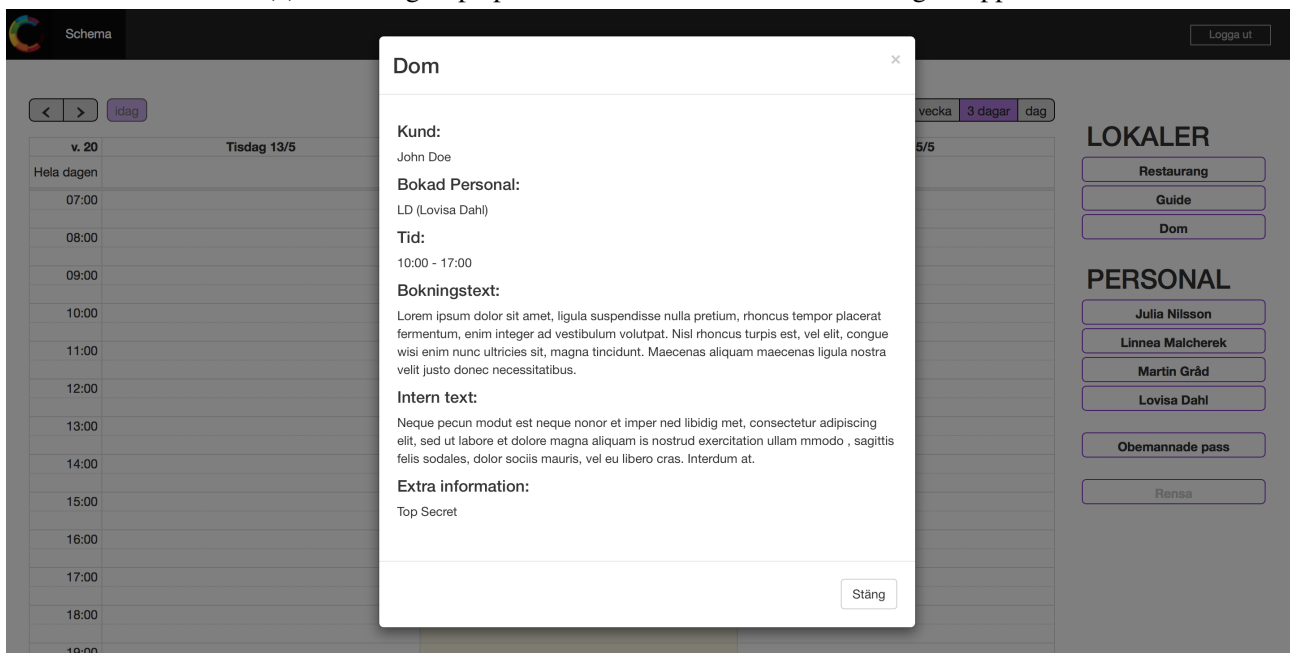 Schema
Logga ut
Dom
×
Kund:
John Doe
Bokad Personal:
LD (Lovisa Dahl)
Tid:
10:00 - 17:00
Bokningstext:
Lorem ipsum dolor sit amet, ligula suspendisse nulla pretium, rhoncus tempor placerat
fermentum, enim integer ad vestibulum volutpat. Nisl rhoncus turpis est, vel elit, congue
wisi enim nunc ultricies sit, magna tincidunt. Maecenas aliquam maecenas ligula nostra
velit justo donec necessitatibus.
Intern text:
Neque pecun modut est neque nonor et imper ned libidig met, consectetur adipiscing
elit, sed ut labore et dolore magna aliquam is nostrud exercitation ullam mmodo , sagittis
felis sodales, dolor sociis mauris, vel eu libero cras. Interdum at.
Extra information:
Top Secret
Stäng
< > idag
vecka 3 dagar dag
v. 20 Tisdag 13/5 5/5
Hela dagen
07:00
08:00
09:00
10:00
11:00
12:00
13:00
14:00
15:00
16:00
17:00
18:00
19:00
LOKALER
Restaurang
Guide
Dom
PERSONAL
Julia Nilsson
Linnea Malcherek
Martin Gråd
Lovisa Dahl
Obemannade pass
Rensa